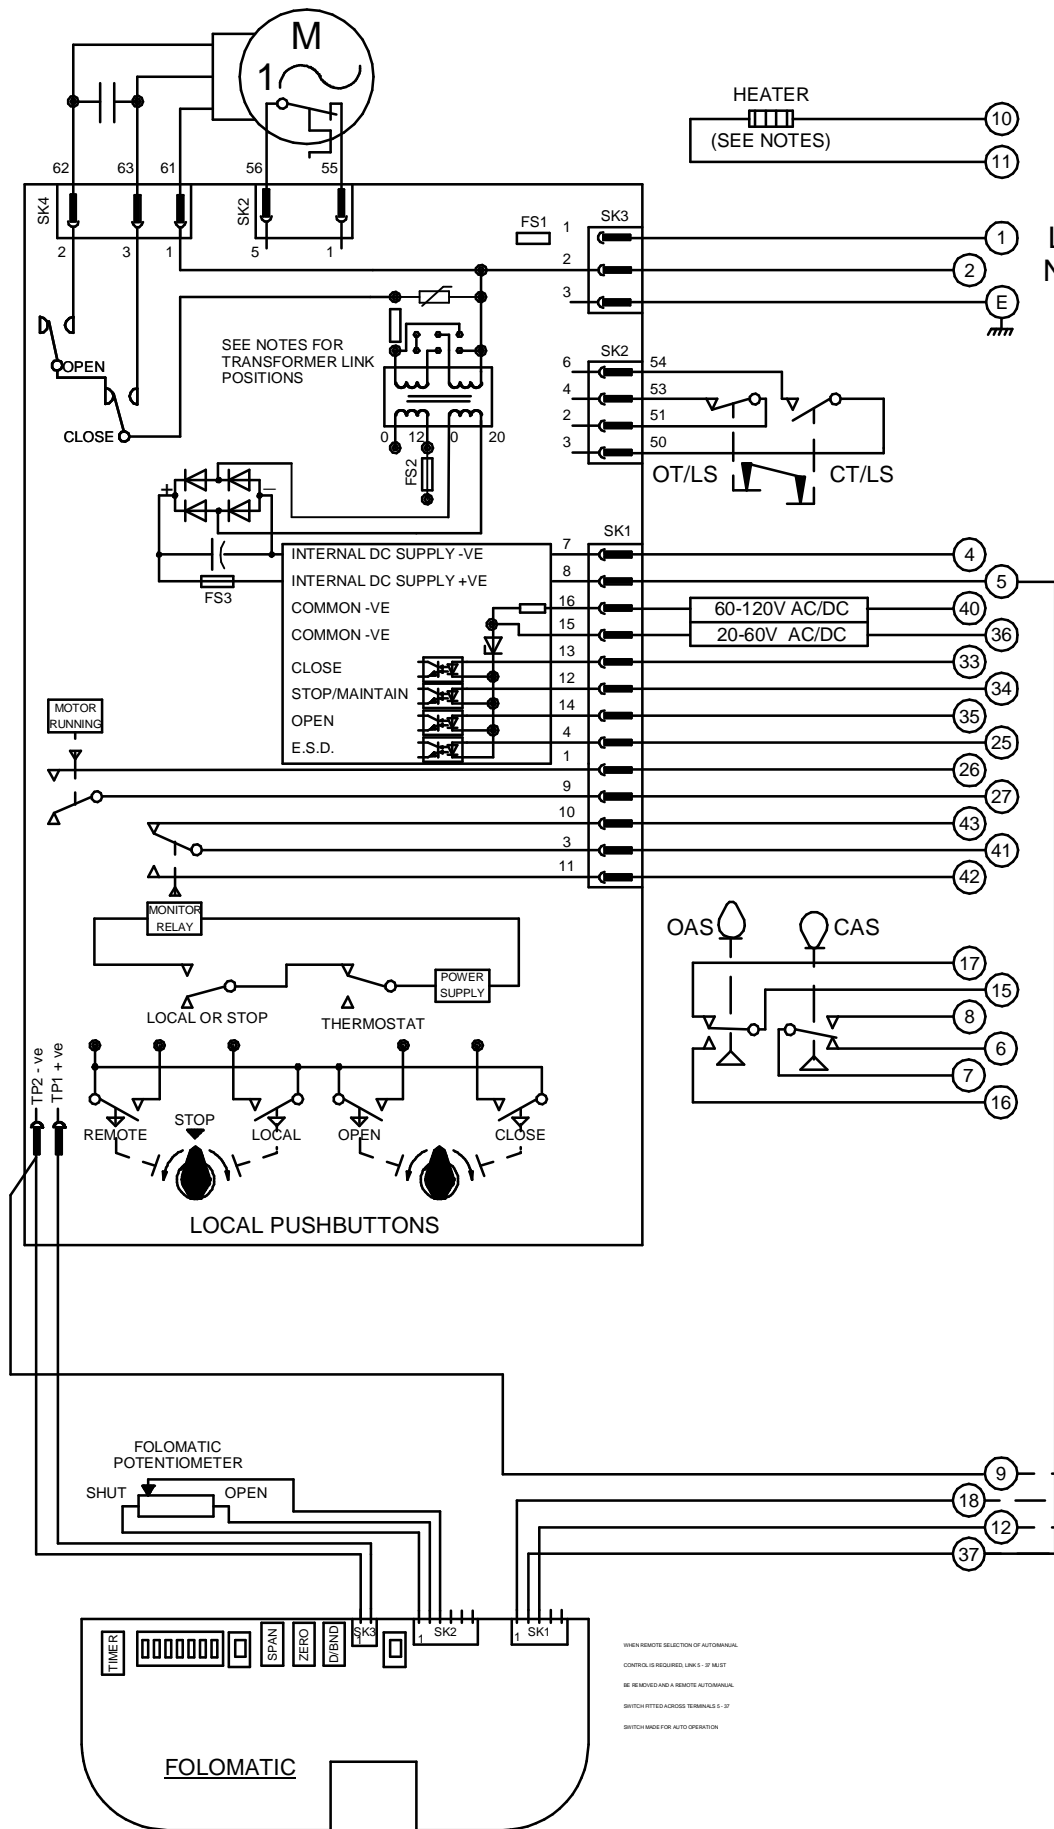 M
1
HEATER
(SEE NOTES)
10
11
62 63 61 56 55
SK4
SK2
2 3 1 5 1
FS1
SK3
1
2
3
1
2
E
L
N
SEE NOTES FOR
TRANSFORMER LINK
POSITIONS
OPEN
CLOSE
0 12 0 20
FS2
SK2
6 54
4 53
2 51
3 50
OT/LS
CT/LS
+
–
FS3
SK1
INTERNAL DC SUPPLY -VE 7 4
INTERNAL DC SUPPLY +VE 8 5
COMMON -VE 16 60-120V AC/DC 40
COMMON -VE 15 20-60V AC/DC 36
CLOSE 13 33
STOP/MAINTAIN 12 34
OPEN 14 35
E.S.D. 4 25
1 26
9 27
10 43
3 41
11 42
MOTOR
RUNNING
MONITOR
RELAY
POWER
SUPPLY
LOCAL OR STOP
THERMOSTAT
OAS
CAS
17
15
8
6
7
16
TP2 - ve
TP1 + ve
REMOTE
STOP
LOCAL
OPEN
CLOSE
LOCAL PUSHBUTTONS
FOLOMATIC
POTENTIOMETER
SHUT
OPEN
9
18
12
37
TIMER
SPAN
ZERO
D/BND
SK3
1
SK2
1
SK1
1
WHEN REMOTE SELECTION OF AUTO/MANUAL
CONTROL IS REQUIRED, LINK 5 - 37 MUST
BE REMOVED AND A REMOTE AUTO/MANUAL
SWITCH FITTED ACROSS TERMINALS 5 - 37
SWITCH MADE FOR AUTO OPERATION
FOLOMATIC